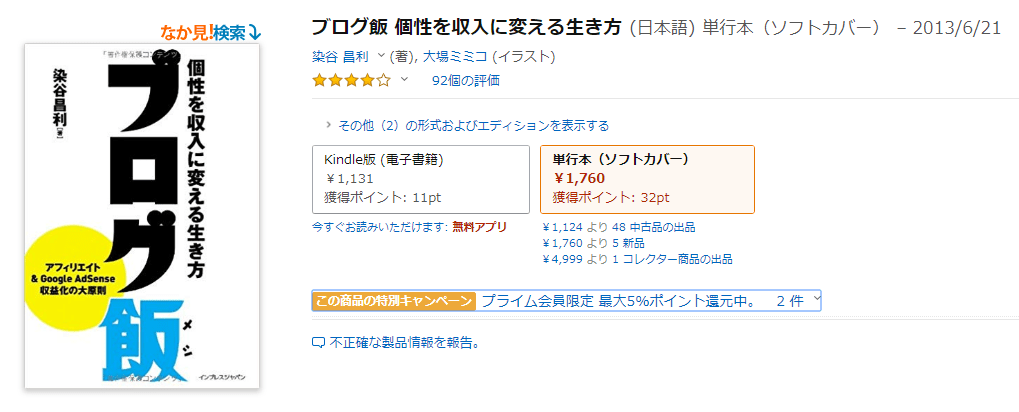 なか見!検索
「著作権保護コンテンツ」
個性を収入に変える生き方
ブログ飯
メシ
染谷昌利[著]
アフィリエイト
& Google AdSense
収益化の大原則
インプレスジャパン
ブログ飯 個性を収入に変える生き方 (日本語) 単行本（ソフトカバー） – 2013/6/21
染谷 昌利 (著), 大場ミミコ (イラスト)
92個の評価
その他（2）の形式およびエディションを表示する
Kindle版 (電子書籍)
￥1,131
獲得ポイント: 11pt
今すぐお読みいただけます: 無料アプリ
単行本（ソフトカバー）
￥1,760
獲得ポイント: 32pt
￥1,124 より 48 中古品の出品
￥1,760 より 5 新品
￥4,999 より 1 コレクター商品の出品
この商品の特別キャンペーン プライム会員限定 最大5%ポイント還元中。 2 件
不正確な製品情報を報告。